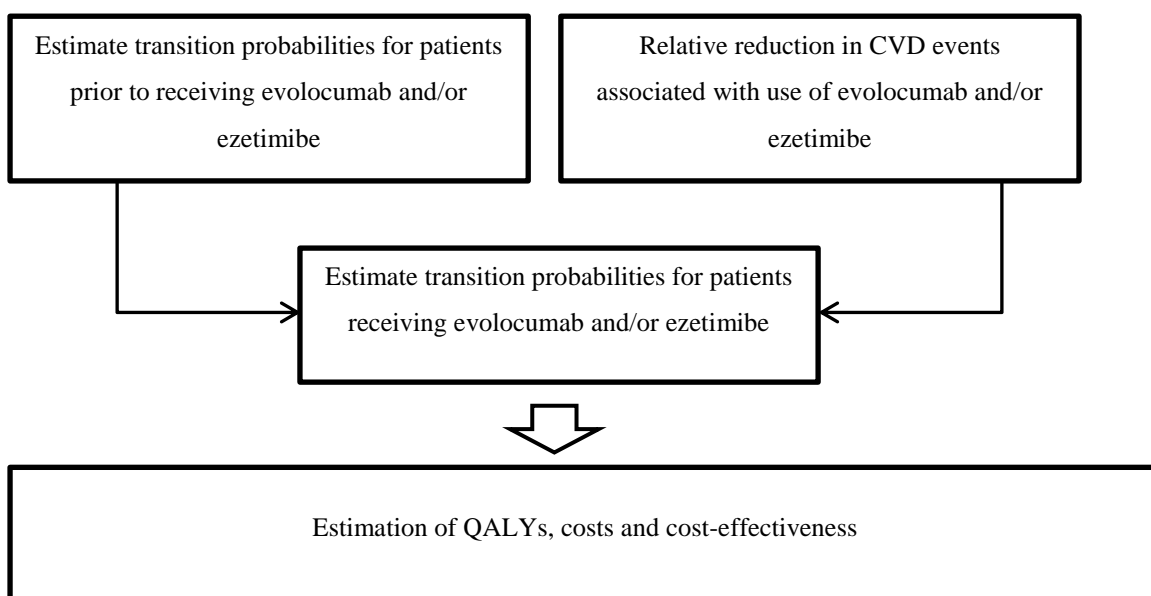 Estimate transition probabilities for patients
prior to receiving evolocumab and/or
ezetimibe
Relative reduction in CVD events
associated with use of evolocumab and/or
ezetimibe
Estimate transition probabilities for patients
receiving evolocumab and/or ezetimibe
Estimation of QALYs, costs and cost-effectiveness